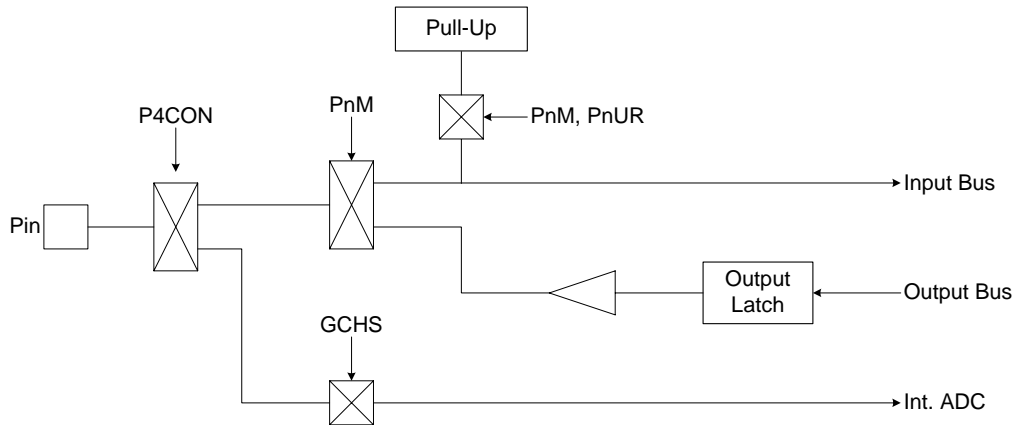 Pull-Up
PnM
P4CON
PnM, PnUR
Input Bus
Pin
Output
Latch
Output Bus
GCHS
Int. ADC